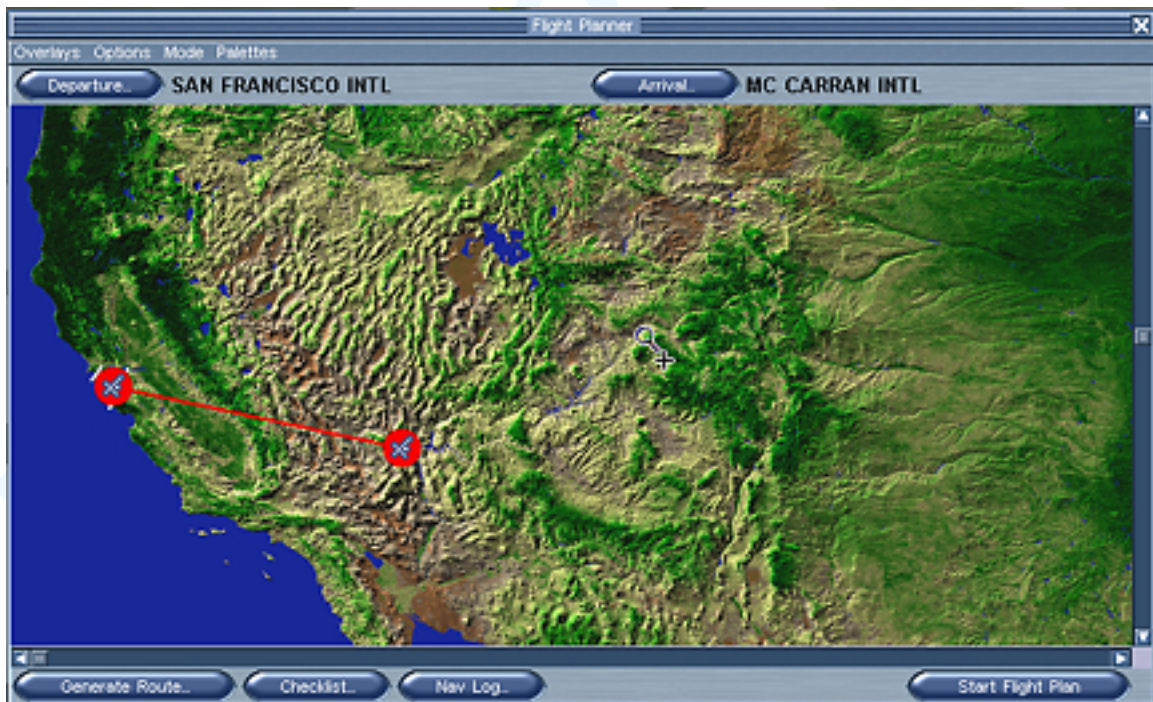 Flight Planner
Overlays Options Mode Palettes
Departure... SAN FRANCISCO INTL Arrival... MC CARRAN INTL
Generate Route... Checklist... Nav Log... Start Flight Plan